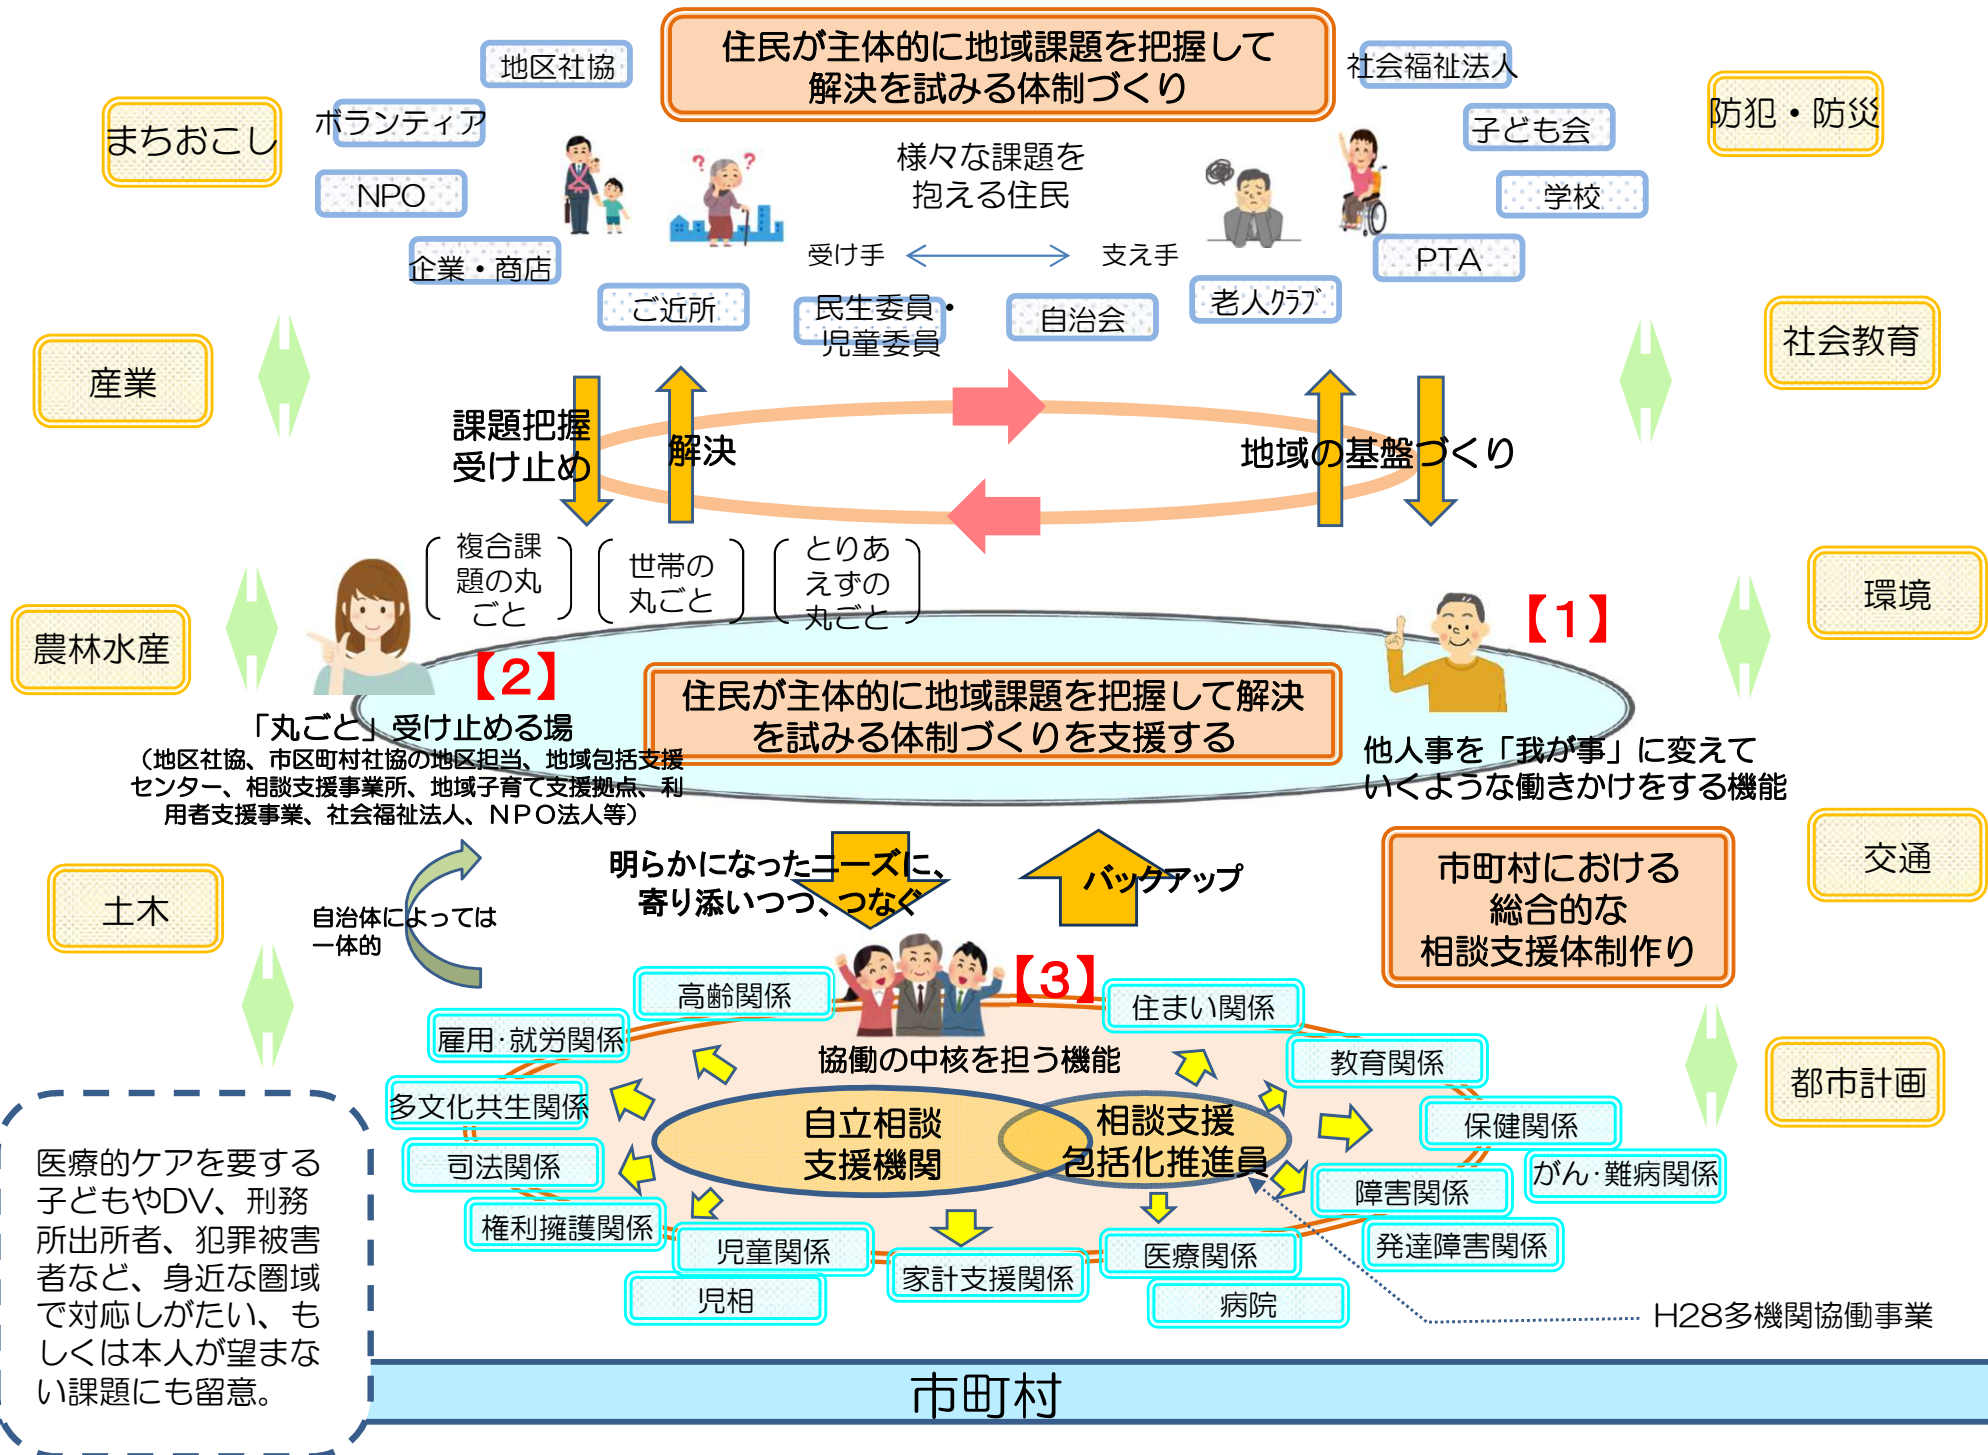 住民が主体的に地域課題を把握して
解決を試みる体制づくり
地区社協
社会福祉法人
まちおこし
ボランティア
子ども会
防犯・防災
NPO
様々な課題を
抱える住民
? ?
学校
企業・商店
受け手
支え手
PTA
ご近所
民生委員・
児童委員
自治会
老人クラブ
産業
社会教育
課題把握
受け止め
解決
地域の基盤づくり
複合課
題の丸
ごと
世帯の
丸ごと
とりあ
えずの
丸ごと
農林水産
環境
【1】
【2】
住民が主体的に地域課題を把握して解決
を試みる体制づくりを支援する
「丸ごと」受け止める場
（地区社協、市区町村社協の地区担当、地域包括支援
センター、相談支援事業所、地域子育て支援拠点、利
用者支援事業、社会福祉法人、NPO法人等）
他人事を「我が事」に変えて
いくような働きかけをする機能
土木
交通
自治体によっては
一体的
明らかになったニーズに、
寄り添いつつ、つなぐ
バックアップ
市町村における
総合的な
相談支援体制作り
【3】
高齢関係
住まい関係
雇用･就労関係
協働の中核を担う機能
教育関係
多文化共生関係
保健関係
都市計画
自立相談
支援機関
相談支援
包括化推進員
司法関係
障害関係
がん･難病関係
権利擁護関係
児童関係
家計支援関係
医療関係
発達障害関係
児相
病院
H28多機関協働事業
医療的ケアを要する
子どもやDV、刑務
所出所者、犯罪被害
者など、身近な圏域
で対応しがたい、も
しくは本人が望まな
い課題にも留意。
市町村